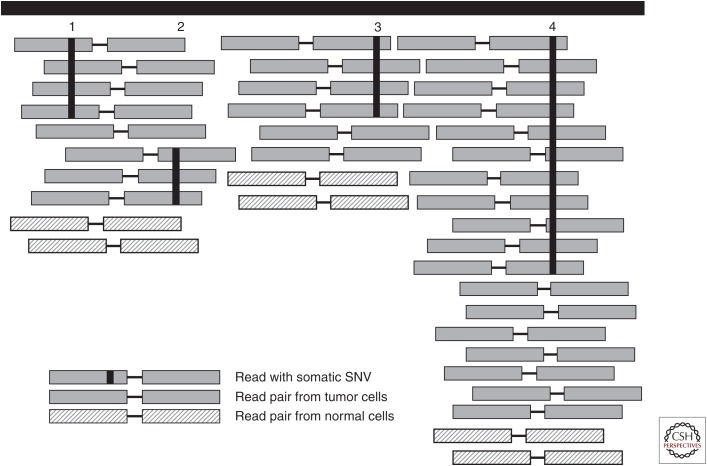 1
2
3
4
Read with somatic SNV
Read pair from tumor cells
Read pair from normal cells
CSH
PERSPECTIVES